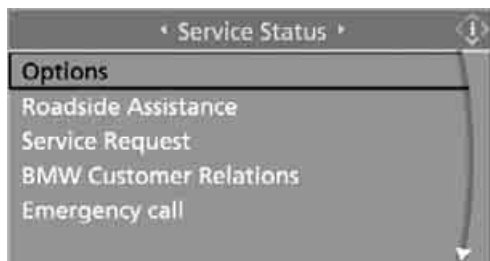 Service Status
Options
Roadside Assistance
Service Request
BMW Customer Relations
Emergency call